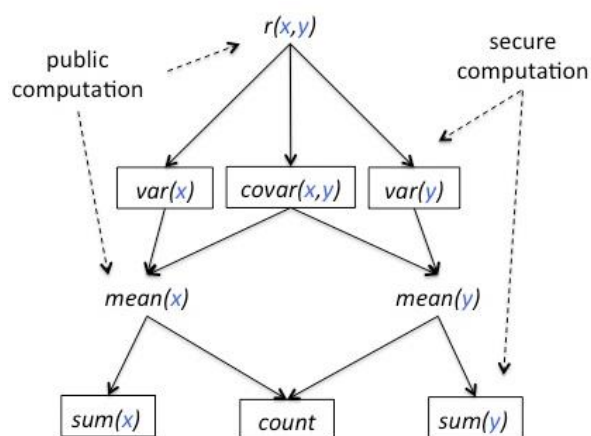 r(x,y)
public
computation
secure
computation
var(x)
covar(x,y)
var(y)
mean(x)
mean(y)
sum(x)
count
sum(y)